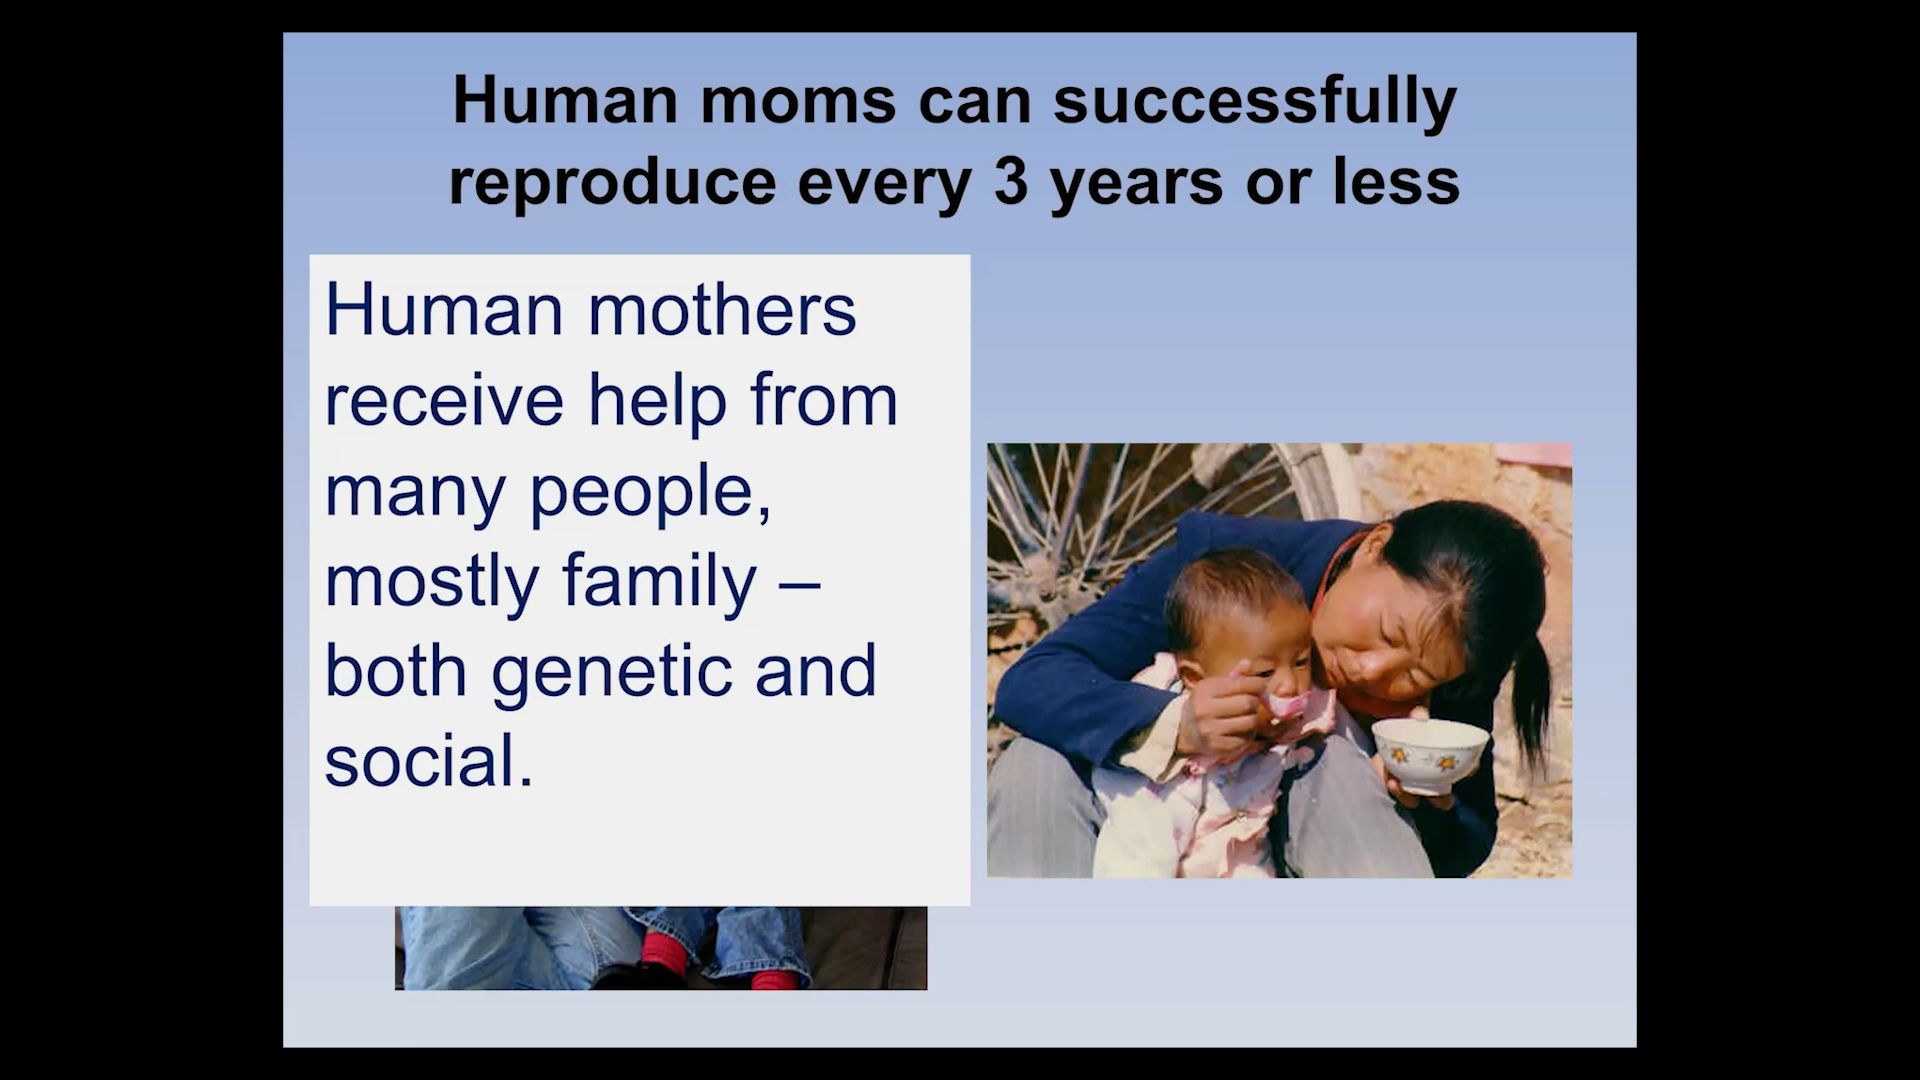 Human moms can successfully
reproduce every 3 years or less
Human mothers
receive help from
many people,
mostly family –
both genetic and
social.